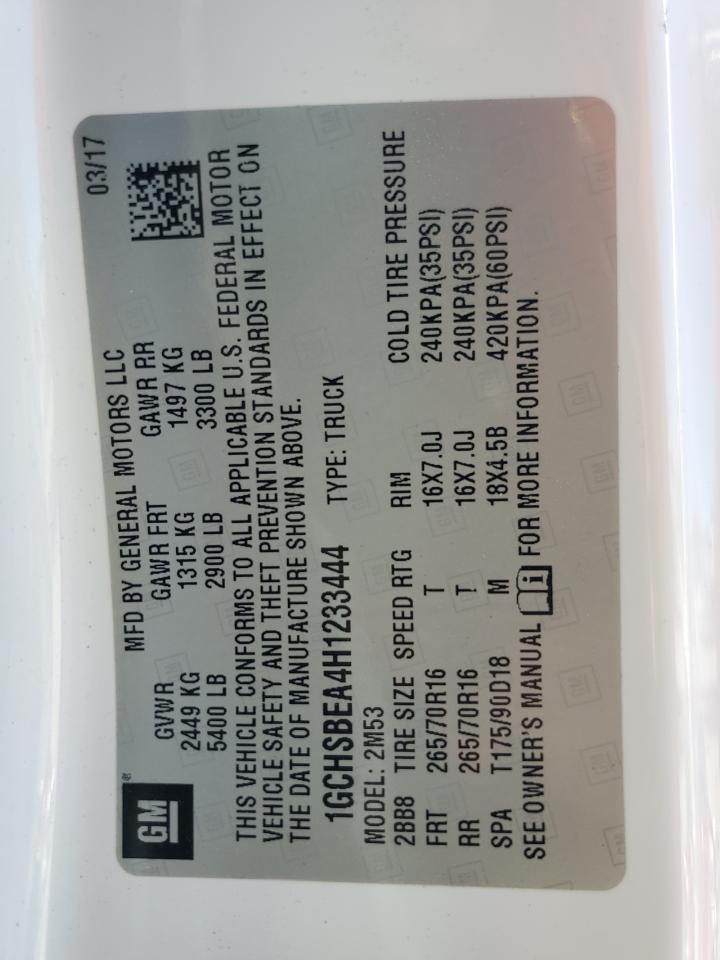 GM ®
MFD BY GENERAL MOTORS LLC 03/17
GVWR GAWR FRT GAWR RR
2449 KG 1315 KG 1497 KG
5400 LB 2900 LB 3300 LB
THIS VEHICLE CONFORMS TO ALL APPLICABLE U.S. FEDERAL MOTOR
VEHICLE SAFETY AND THEFT PREVENTION STANDARDS IN EFFECT ON
THE DATE OF MANUFACTURE SHOWN ABOVE.
1GCHSBEA4H1233444 TYPE: TRUCK
MODEL: 2M53
2BB8 TIRE SIZE SPEED RTG RIM COLD TIRE PRESSURE
FRT 265/70R16 T 16X7.0J 240KPA(35PSI)
RR 265/70R16 T 16X7.0J 240KPA(35PSI)
SPA T175/90D18 M 18X4.5B 420KPA(60PSI)
SEE OWNER'S MANUAL FOR MORE INFORMATION.